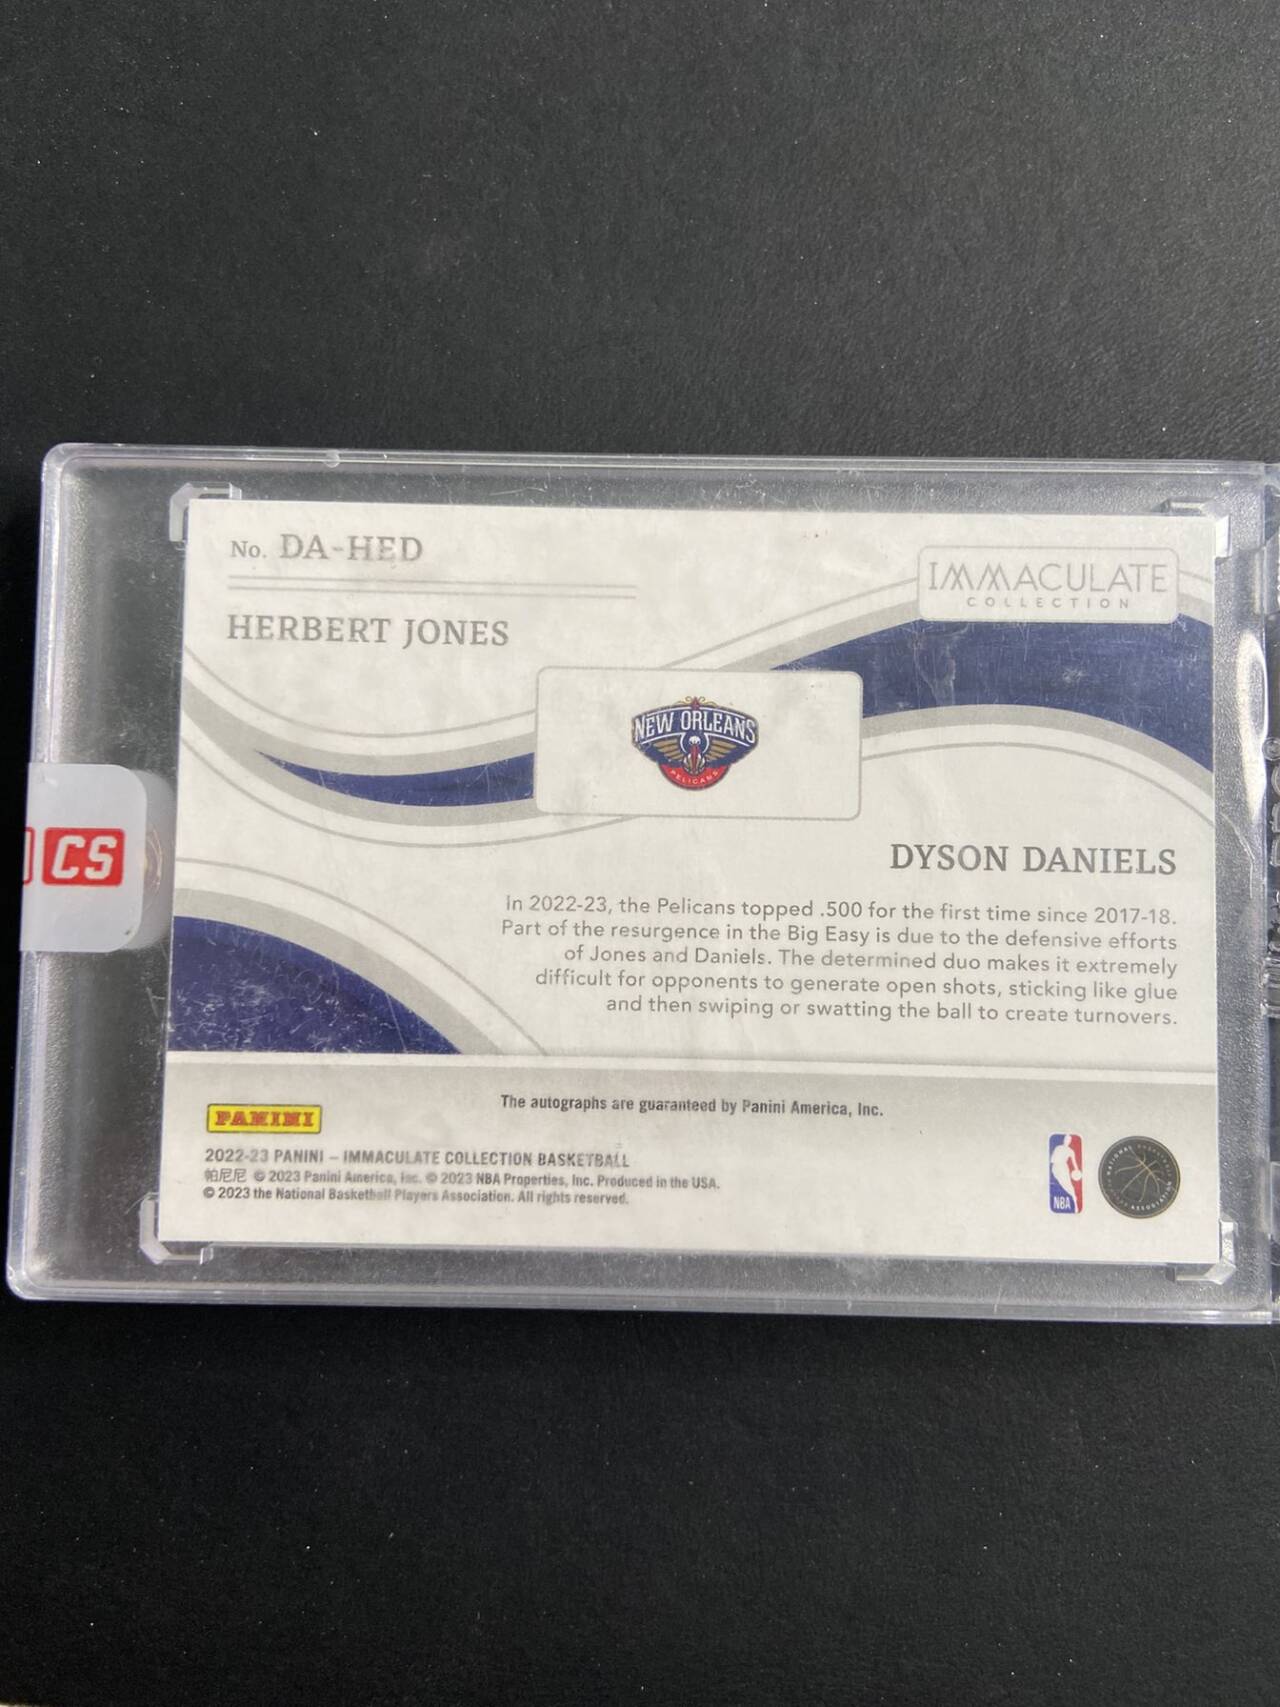 No. DA-HED
IMMACULATE
COLLECTION
HERBERT JONES
NEW ORLEANS
PELICANS
CS
DYSON DANIELS
In 2022-23, the Pelicans topped .500 for the first time since 2017-18.
Part of the resurgence in the Big Easy is due to the defensive efforts
of Jones and Daniels. The determined duo makes it extremely
difficult for opponents to generate open shots, sticking like glue
and then swiping or swatting the ball to create turnovers.
The autographs are guaranteed by Panini America, Inc.
PANINI
2022-23 PANINI – IMMACULATE COLLECTION BASKETBALL
帕尼尼 © 2023 Panini America, Inc. © 2023 NBA Properties, Inc. Produced in the USA.
© 2023 the National Basketball Players Association. All rights reserved.
NBA
NATIONAL BASKETBALL
ASSOCIATION